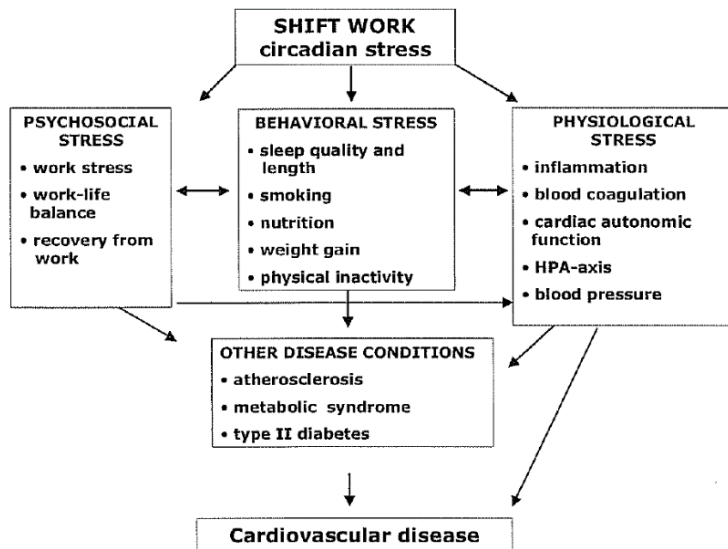 SHIFT WORK
circadian stress
PSYCHOSOCIAL
STRESS
• work stress
• work-life
balance
• recovery from
work
BEHAVIORAL STRESS
• sleep quality and
length
• smoking
• nutrition
• weight gain
• physical inactivity
PHYSIOLOGICAL
STRESS
• inflammation
• blood coagulation
• cardiac autonomic
function
• HPA-axis
• blood pressure
OTHER DISEASE CONDITIONS
• atherosclerosis
• metabolic syndrome
• type II diabetes
Cardiovascular disease